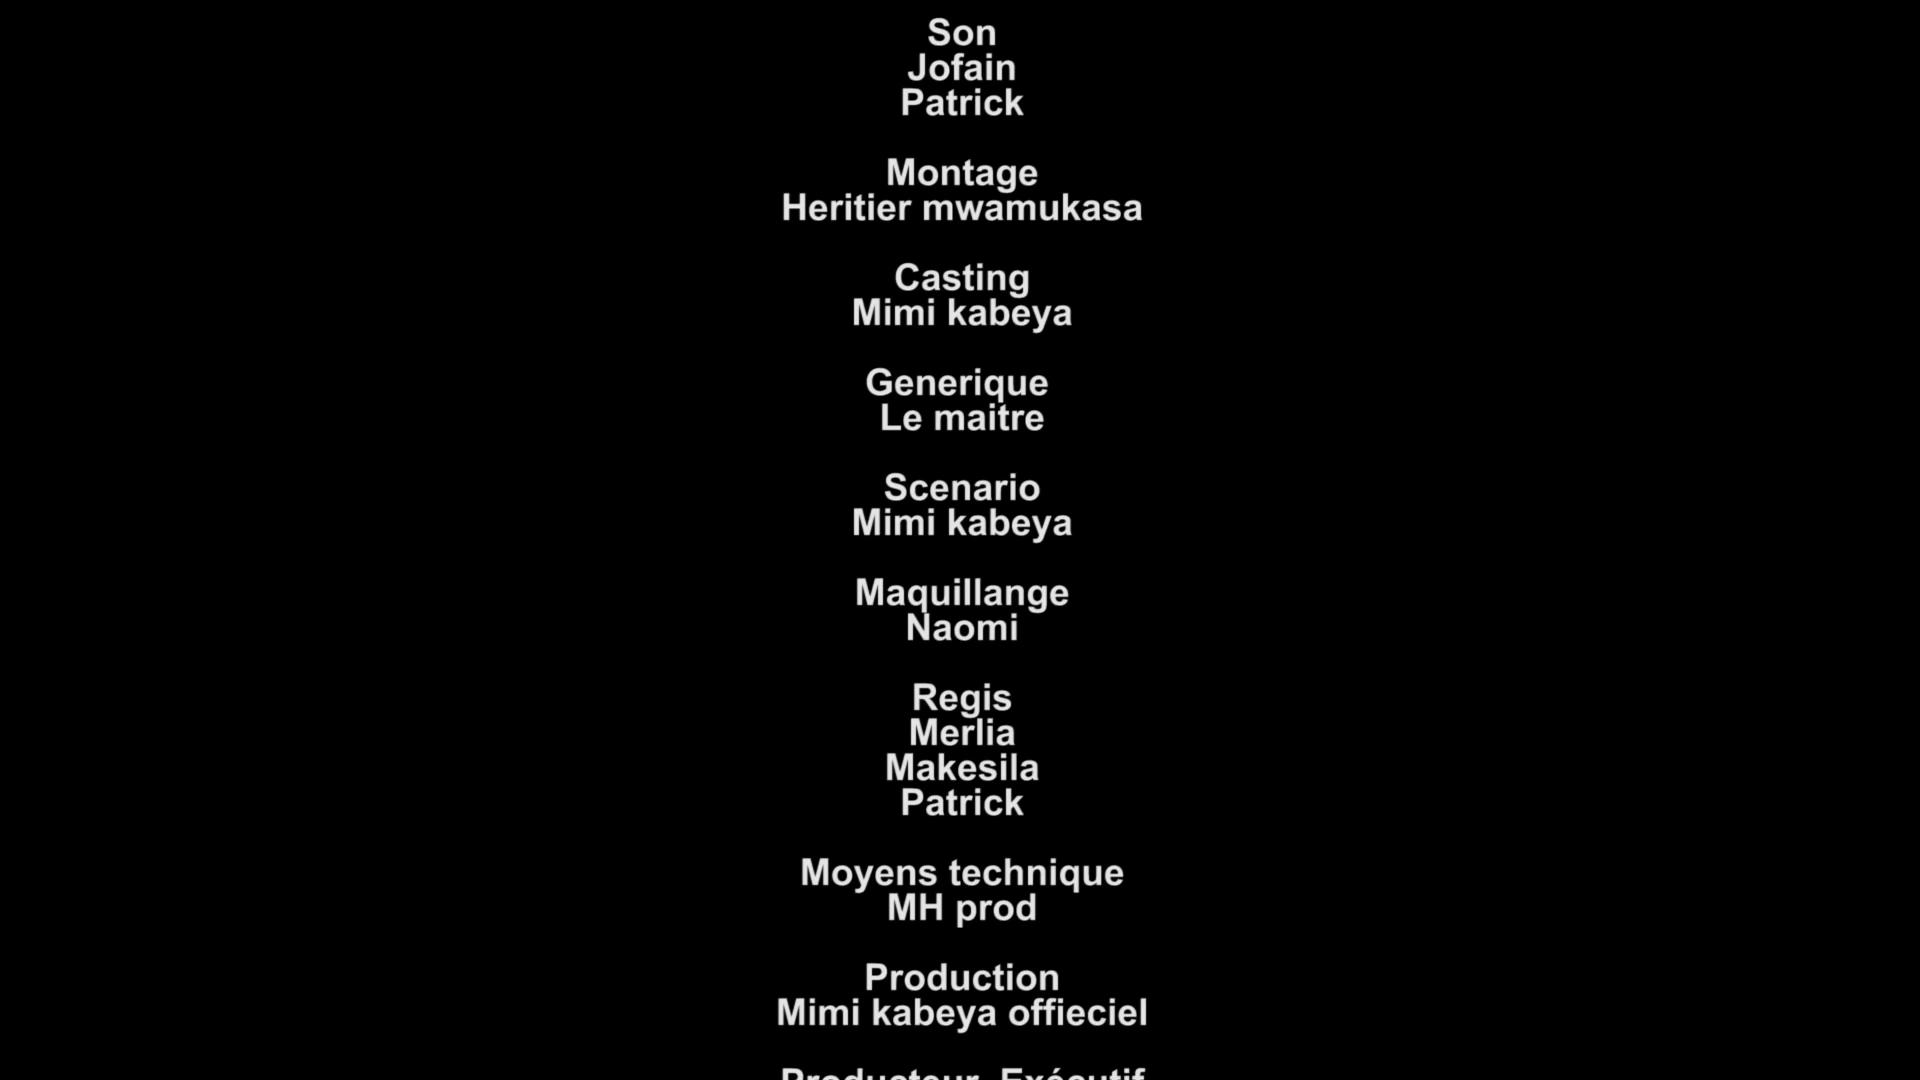 Son
Jofain
Patrick
Montage
Heritier mwamukasa
Casting
Mimi kabeya
Generique
Le maitre
Scenario
Mimi kabeya
Maquillange
Naomi
Regis
Merlia
Makesila
Patrick
Moyens technique
MH prod
Production
Mimi kabeya offieciel
Producteur Exécutif